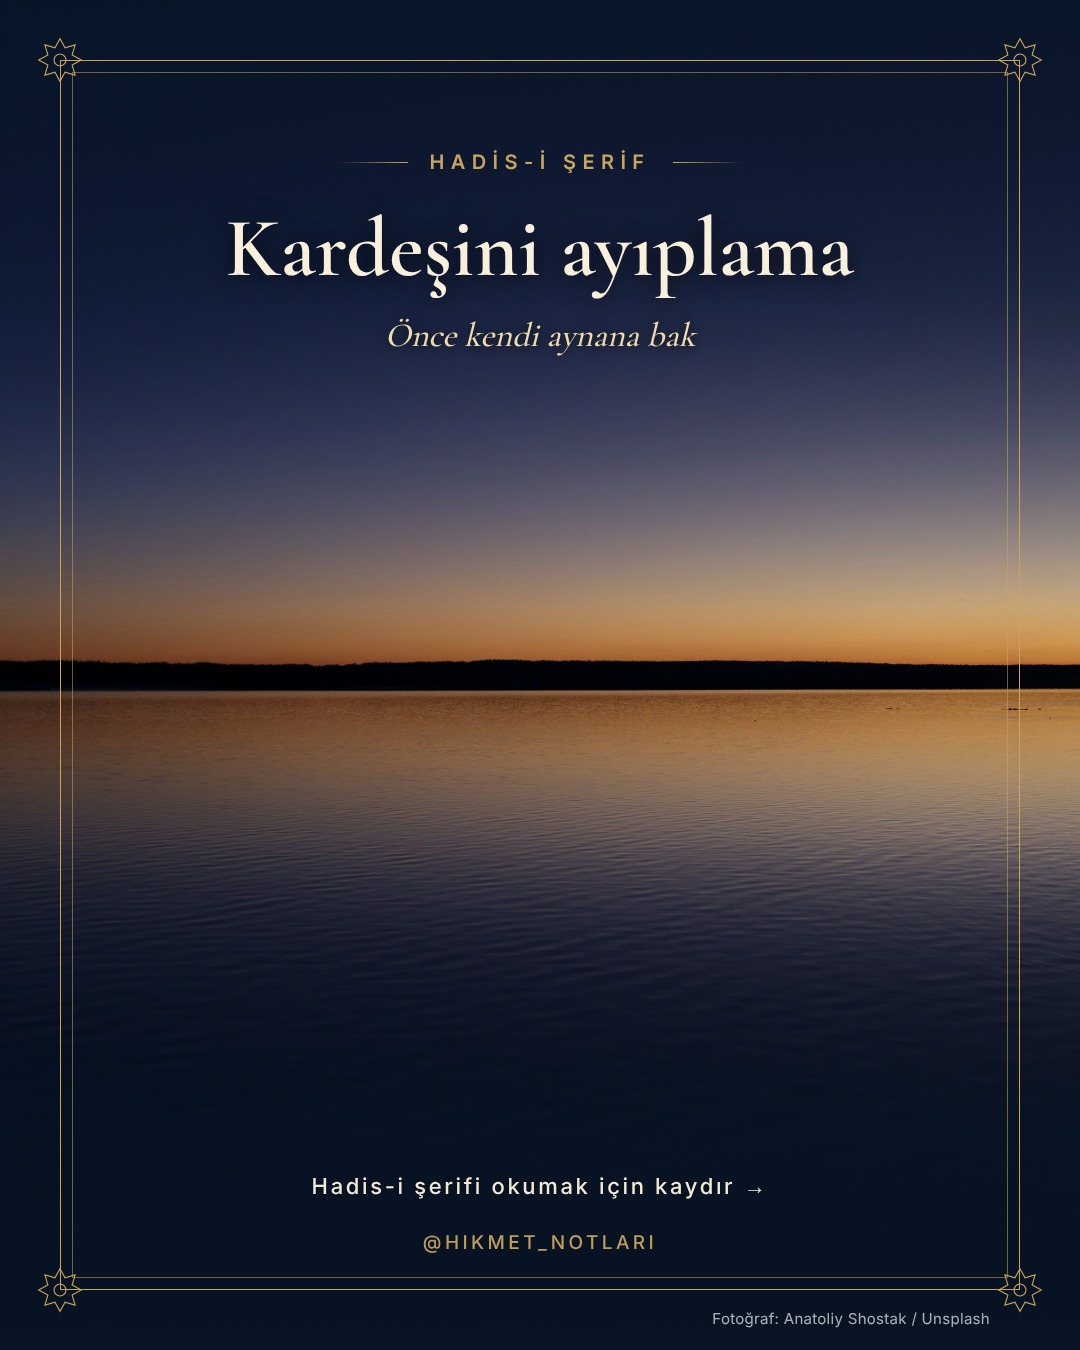 HADİS-İ ŞERİF
Kardeşini ayıplama
Önce kendi aynana bak
Hadis-i şerifi okumak için kaydır →
@HIKMET_NOTLARI
Fotoğraf: Anatoliy Shostak / Unsplash